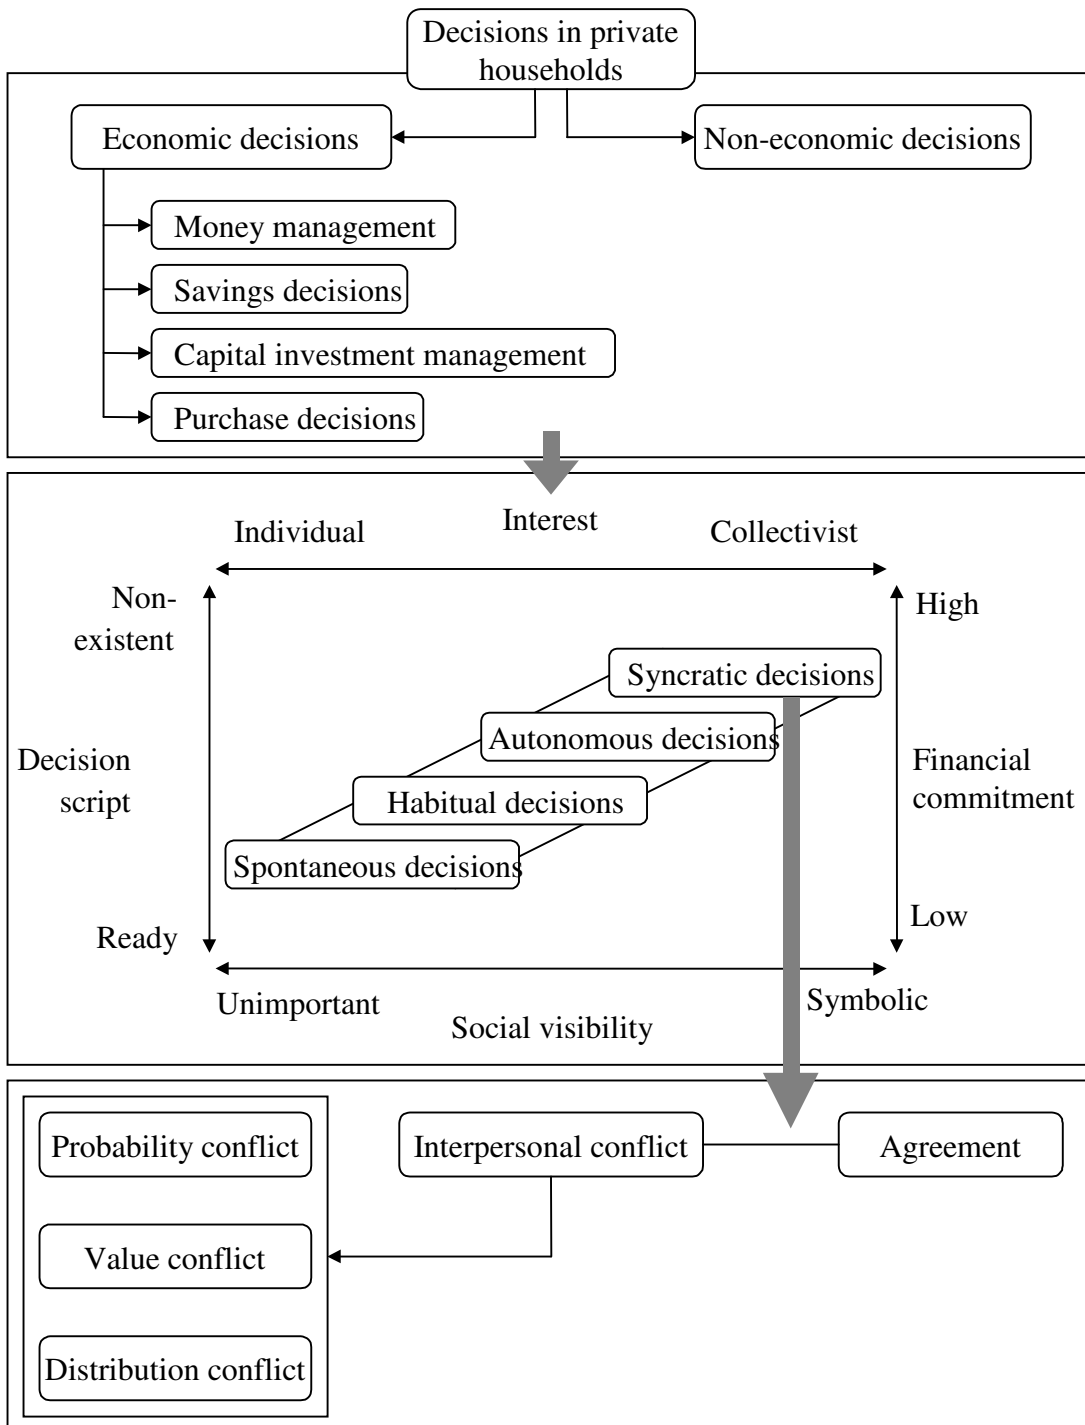 Decisions in private
households
Economic decisions
Non-economic decisions
Money management
Savings decisions
Capital investment management
Purchase decisions
Interest
Individual
Collectivist
Non-
existent
High
Syncratic decisions
Autonomous decisions
Decision
script
Financial
commitment
Habitual decisions
Spontaneous decisions
Ready
Low
Unimportant
Symbolic
Social visibility
Probability conflict
Interpersonal conflict
Agreement
Value conflict
Distribution conflict